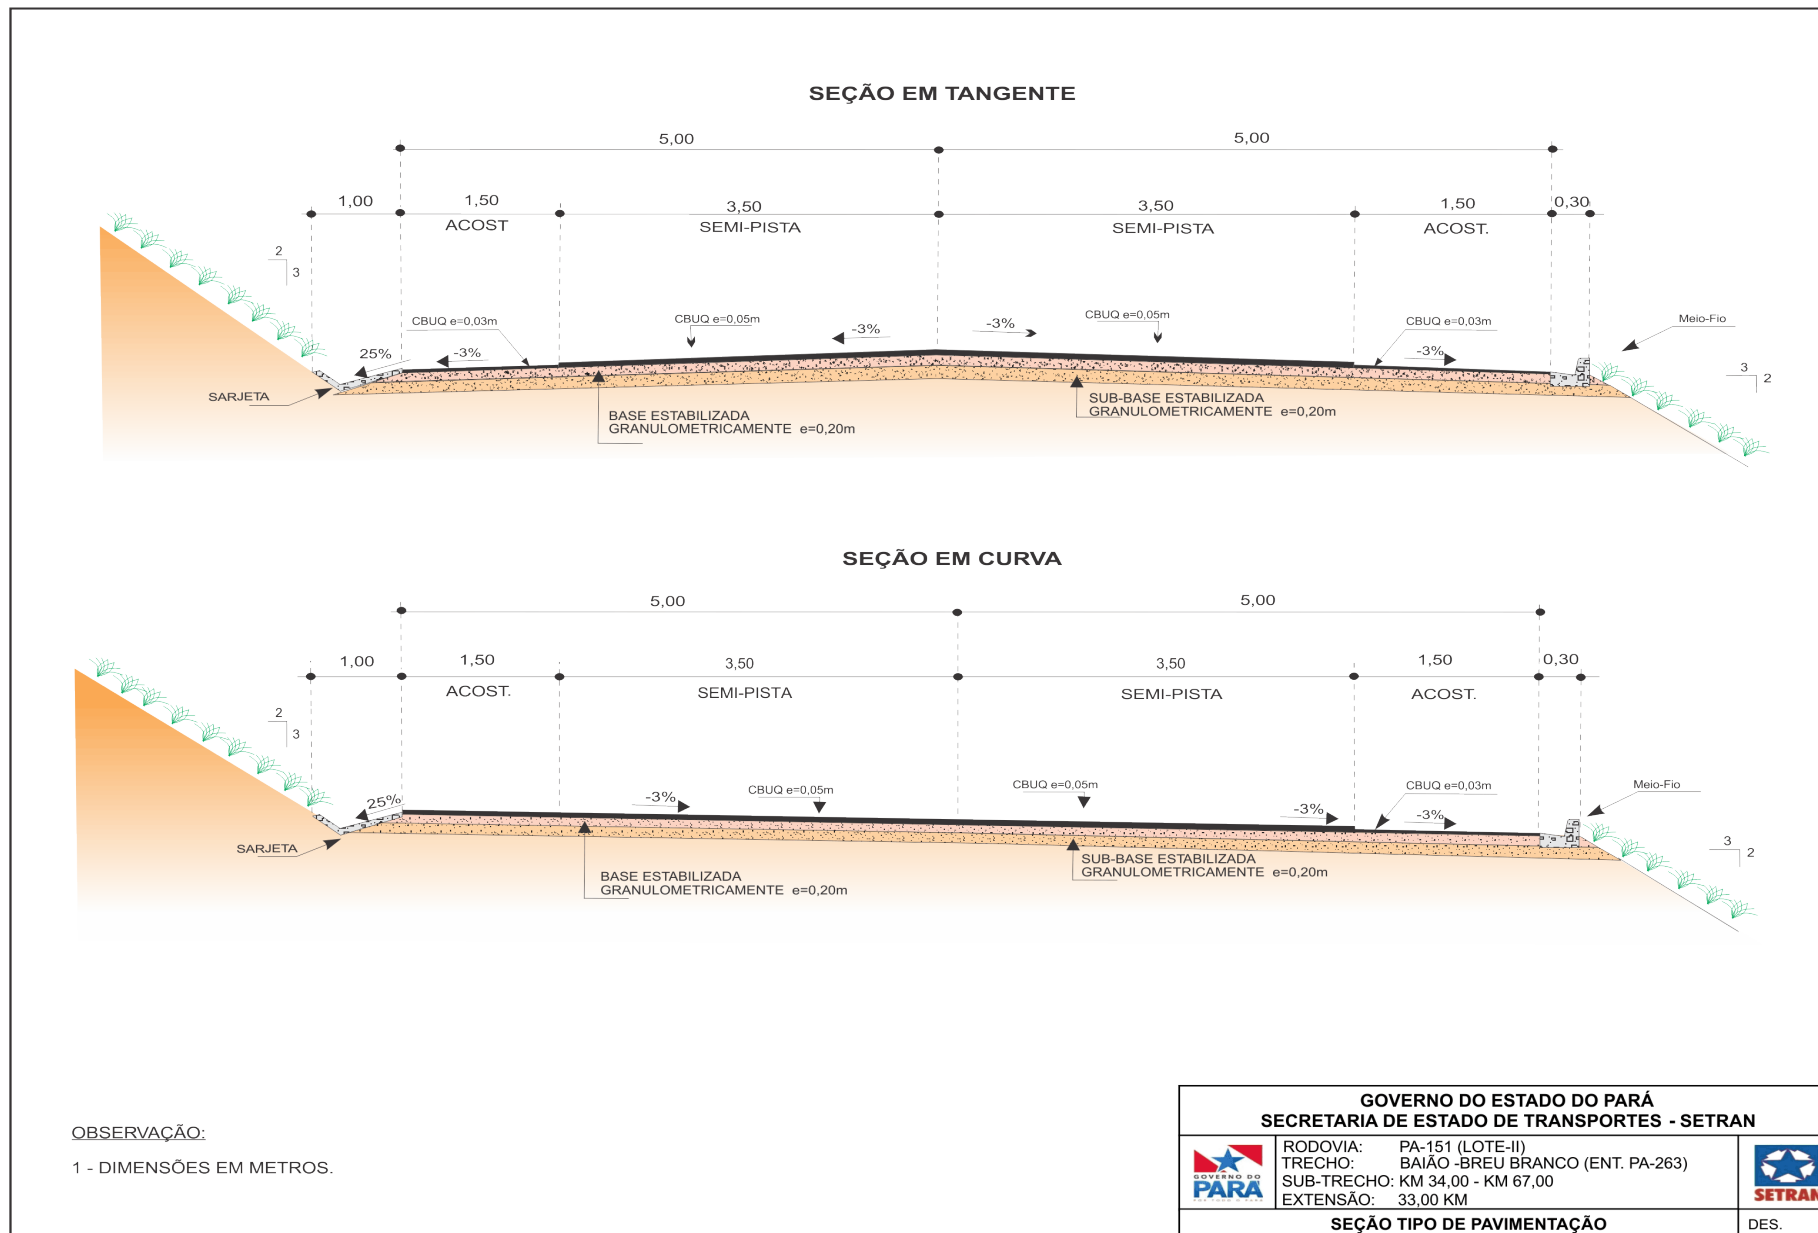 SEÇÃO EM TANGENTE
5,00
5,00
1,00
1,50
3,50
3,50
1,50
0,30
ACOST
SEMI-PISTA
SEMI-PISTA
ACOST.
2
3
CBUQ e=0,03m
CBUQ e=0,05m
-3%
-3%
CBUQ e=0,05m
CBUQ e=0,03m
Meio-Fio
25%
-3%
-3%
3
2
SARJETA
BASE ESTABILIZADA
GRANULOMETRICAMENTE e=0,20m
SUB-BASE ESTABILIZADA
GRANULOMETRICAMENTE e=0,20m
SEÇÃO EM CURVA
5,00
5,00
1,00
1,50
3,50
3,50
1,50
0,30
ACOST.
SEMI-PISTA
SEMI-PISTA
ACOST.
2
3
25%
-3%
CBUQ e=0,05m
CBUQ e=0,05m
-3%
CBUQ e=0,03m
-3%
Meio-Fio
3
2
SARJETA
BASE ESTABILIZADA
GRANULOMETRICAMENTE e=0,20m
SUB-BASE ESTABILIZADA
GRANULOMETRICAMENTE e=0,20m
OBSERVAÇÃO:
1 - DIMENSÕES EM METROS.
GOVERNO DO ESTADO DO PARÁ
SECRETARIA DE ESTADO DE TRANSPORTES - SETRAN
GOVERNO DO
PARÁ
RODOVIA: PA-151 (LOTE-II)
TRECHO: BAIÃO -BREU BRANCO (ENT. PA-263)
SUB-TRECHO: KM 34,00 - KM 67,00
EXTENSÃO: 33,00 KM
SETRAN
SEÇÃO TIPO DE PAVIMENTAÇÃO
DES.